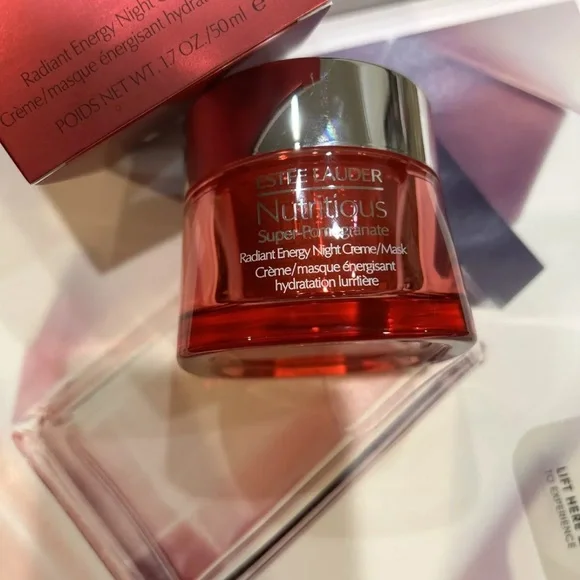 Radiant Energy Night C
Crème/masque énergisant hydrat
POIDS NET WT. 1.7 OZ./50 ml e
ESTEE LAUDER
Nutritious
Super-Pomegranate
Radiant Energy Night Creme/Mask
Crème/masque énergisant
hydratation lumière
LIFT HERE
TO EXPERIENCE